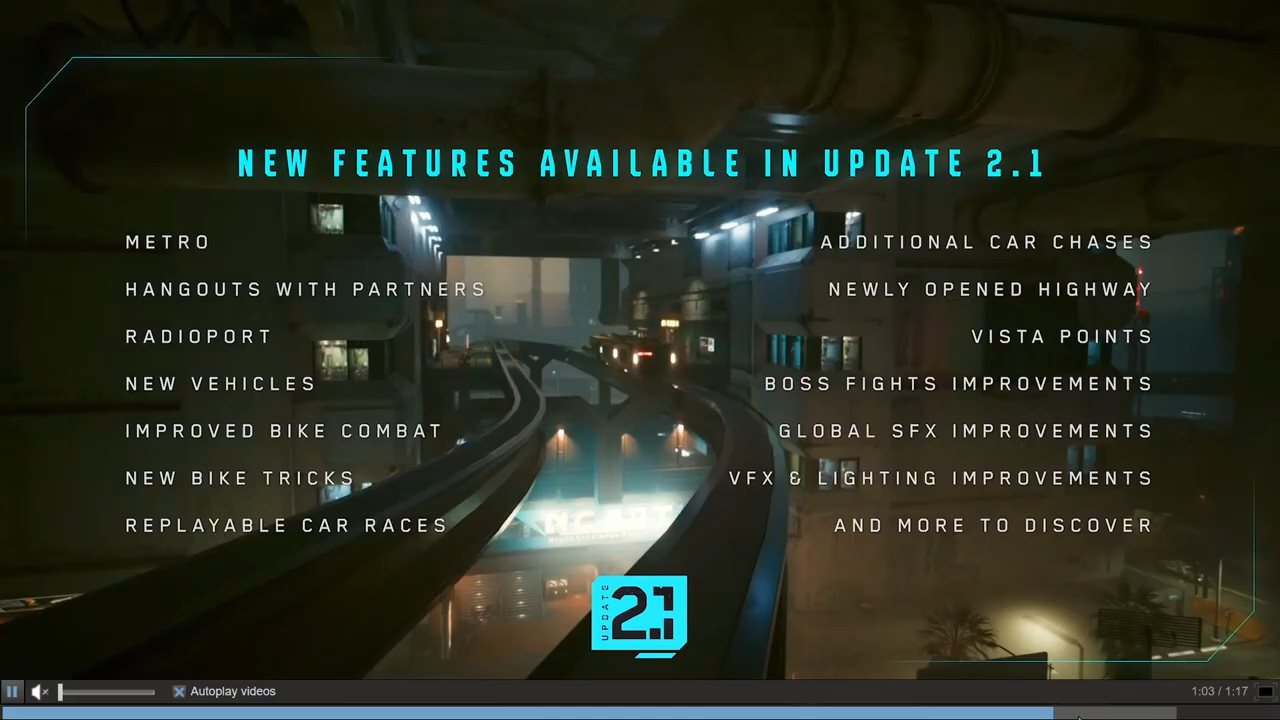 NEW FEATURES AVAILABLE IN UPDATE 2.1
METRO
HANGOUTS WITH PARTNERS
RADIOPORT
NEW VEHICLES
IMPROVED BIKE COMBAT
NEW BIKE TRICKS
REPLAYABLE CAR RACES
ADDITIONAL CAR CHASES
NEWLY OPENED HIGHWAY
VISTA POINTS
BOSS FIGHTS IMPROVEMENTS
GLOBAL SFX IMPROVEMENTS
VFX & LIGHTING IMPROVEMENTS
AND MORE TO DISCOVER
NCART
UPDATE 2.1
Autoplay videos
1:03 / 1:17